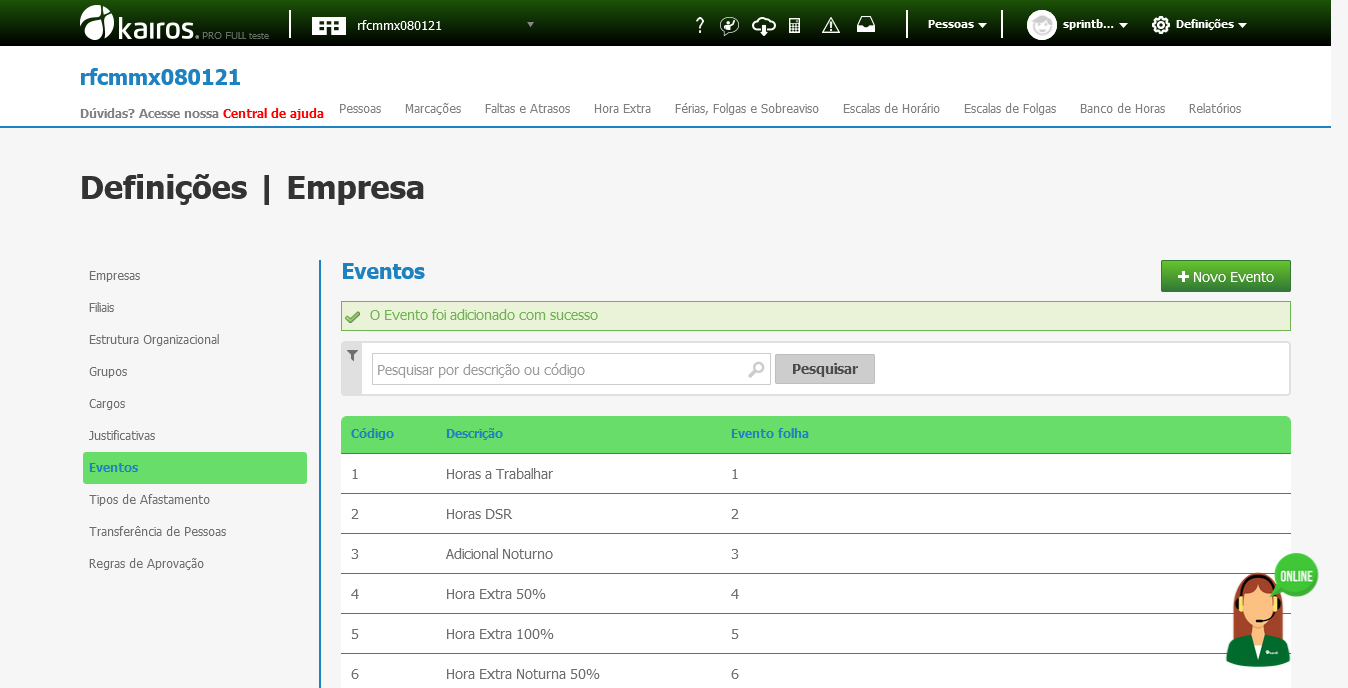 kairos. PRO FULL teste
rfcmmx080121
?
Pessoas
sprintb...
Definições
rfcmmx080121
Dúvidas? Acesse nossa Central de ajuda
Pessoas Marcações Faltas e Atrasos Hora Extra Férias, Folgas e Sobreaviso Escalas de Horário Escalas de Folgas Banco de Horas Relatórios
Definições | Empresa
Empresas
Filiais
Estrutura Organizacional
Grupos
Cargos
Justificativas
Eventos
Tipos de Afastamento
Transferência de Pessoas
Regras de Aprovação
Eventos
+ Novo Evento
O Evento foi adicionado com sucesso
Pesquisar por descrição ou código
Pesquisar
Código Descrição Evento folha
1 Horas a Trabalhar 1
2 Horas DSR 2
3 Adicional Noturno 3
4 Hora Extra 50% 4
5 Hora Extra 100% 5
6 Hora Extra Noturna 50% 6
ONLINE